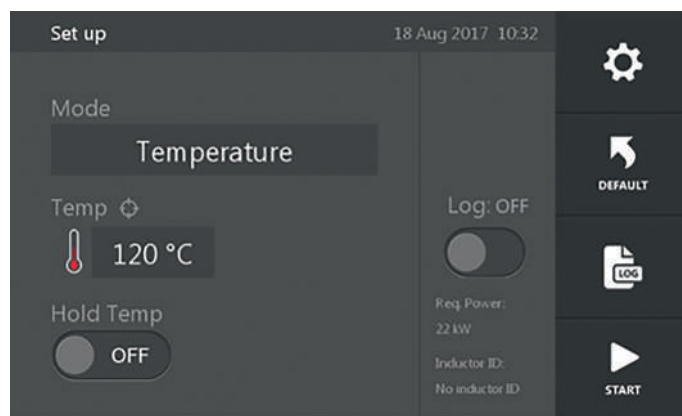 Set up
18 Aug 2017 10:32
Mode
Temperature
Temp
120 °C
Hold Temp
OFF
Log: OFF
Req. Power:
22 kW
Inductor ID:
No inductor ID
DEFAULT
LOG
START